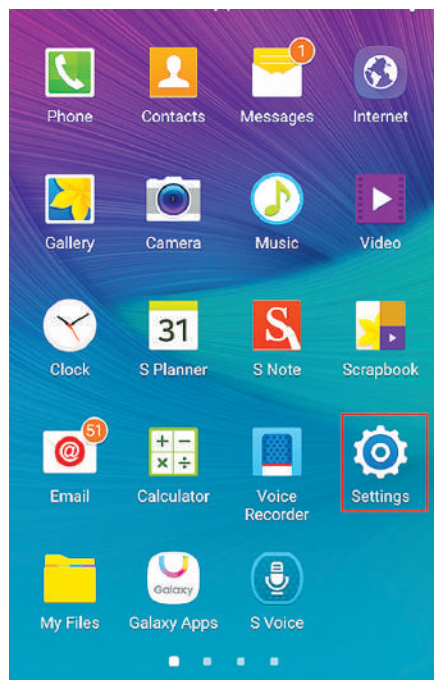 1
Phone Contacts Messages Internet
Gallery Camera Music Video
31
S
Clock S Planner S Note Scrapbook
51
@
+ −
× ÷
Email Calculator Voice Recorder Settings
Galaxy
My Files Galaxy Apps S Voice